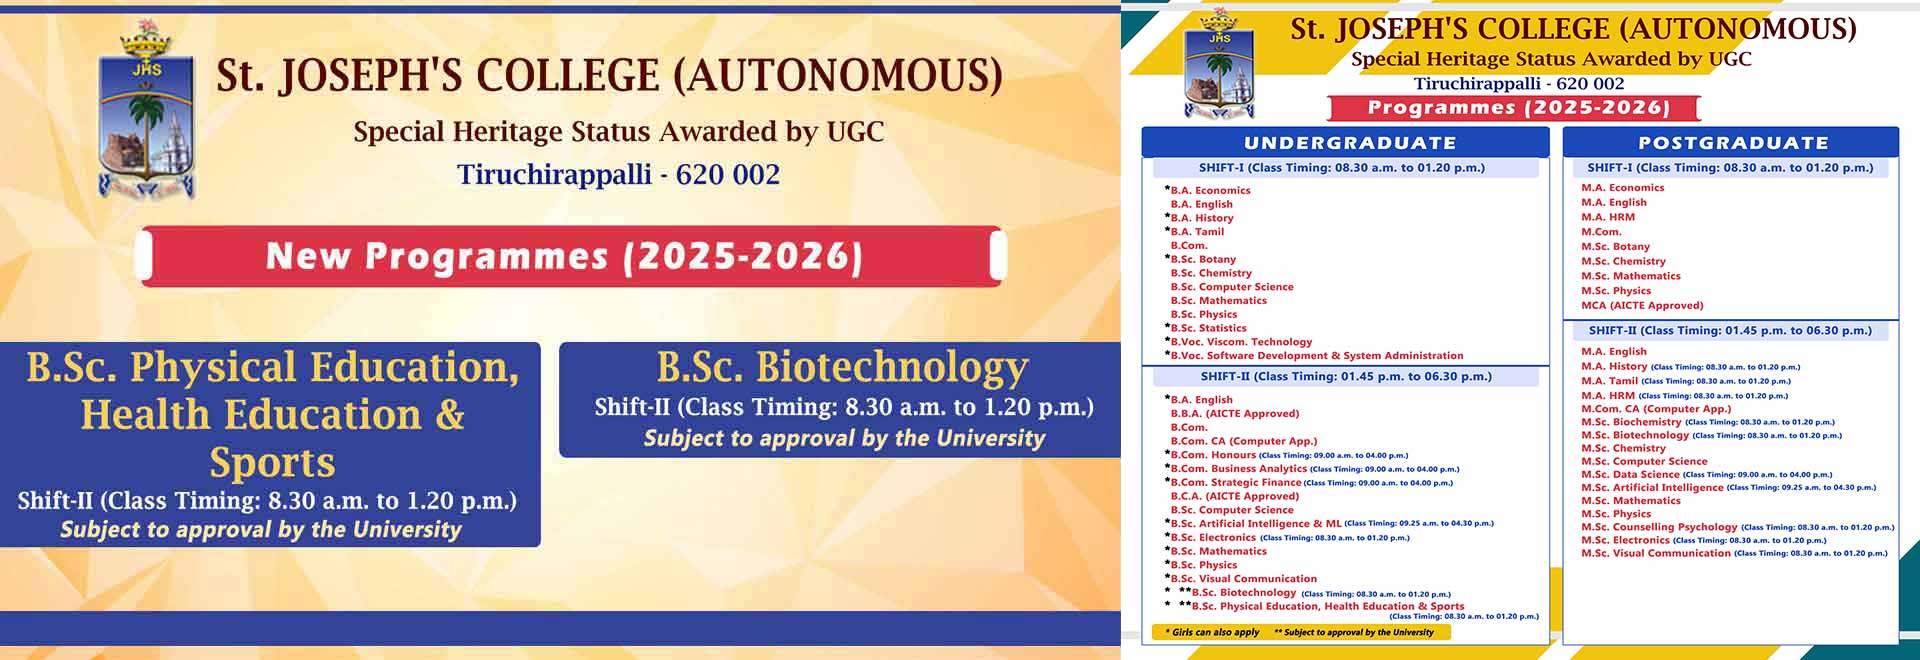 JHS
St. JOSEPH'S COLLEGE (AUTONOMOUS)
Special Heritage Status Awarded by UGC
Tiruchirappalli - 620 002
New Programmes (2025-2026)
B.Sc. Physical Education,
Health Education &
Sports
Shift-II (Class Timing: 8.30 a.m. to 1.20 p.m.)
Subject to approval by the University
B.Sc. Biotechnology
Shift-II (Class Timing: 8.30 a.m. to 1.20 p.m.)
Subject to approval by the University
JHS
St. JOSEPH'S COLLEGE (AUTONOMOUS)
Special Heritage Status Awarded by UGC
Tiruchirappalli - 620 002
Programmes (2025-2026)
UNDERGRADUATE
SHIFT-I (Class Timing: 08.30 a.m. to 01.20 p.m.)
*B.A. Economics
B.A. English
*B.A. History
*B.A. Tamil
B.Com.
*B.Sc. Botany
B.Sc. Chemistry
B.Sc. Computer Science
B.Sc. Mathematics
B.Sc. Physics
*B.Sc. Statistics
*B.Voc. Viscom. Technology
*B.Voc. Software Development & System Administration
SHIFT-II (Class Timing: 01.45 p.m. to 06.30 p.m.)
*B.A. English
B.B.A. (AICTE Approved)
B.Com.
B.Com. CA (Computer App.)
*B.Com. Honours (Class Timing: 09.00 a.m. to 04.00 p.m.)
*B.Com. Business Analytics (Class Timing: 09.00 a.m. to 04.00 p.m.)
*B.Com. Strategic Finance (Class Timing: 09.00 a.m. to 04.00 p.m.)
B.C.A. (AICTE Approved)
B.Sc. Computer Science
*B.Sc. Artificial Intelligence & ML (Class Timing: 09.25 a.m. to 04.30 p.m.)
*B.Sc. Electronics (Class Timing: 08.30 a.m. to 01.20 p.m.)
*B.Sc. Mathematics
*B.Sc. Physics
*B.Sc. Visual Communication
* **B.Sc. Biotechnology (Class Timing: 08.30 a.m. to 01.20 p.m.)
* **B.Sc. Physical Education, Health Education & Sports
(Class Timing: 08.30 a.m. to 01.20 p.m.)
* Girls can also apply ** Subject to approval by the University
POSTGRADUATE
SHIFT-I (Class Timing: 08.30 a.m. to 01.20 p.m.)
M.A. Economics
M.A. English
M.A. HRM
M.Com.
M.Sc. Botany
M.Sc. Chemistry
M.Sc. Mathematics
M.Sc. Physics
MCA (AICTE Approved)
SHIFT-II (Class Timing: 01.45 p.m. to 06.30 p.m.)
M.A. English
M.A. History (Class Timing: 08.30 a.m. to 01.20 p.m.)
M.A. Tamil (Class Timing: 08.30 a.m. to 01.20 p.m.)
M.A. HRM (Class Timing: 08.30 a.m. to 01.20 p.m.)
M.Com. CA (Computer App.)
M.Sc. Biochemistry (Class Timing: 08.30 a.m. to 01.20 p.m.)
M.Sc. Biotechnology (Class Timing: 08.30 a.m. to 01.20 p.m.)
M.Sc. Chemistry
M.Sc. Computer Science
M.Sc. Data Science (Class Timing: 09.00 a.m. to 04.00 p.m.)
M.Sc. Artificial Intelligence (Class Timing: 09.25 a.m. to 04.30 p.m.)
M.Sc. Mathematics
M.Sc. Physics
M.Sc. Counselling Psychology (Class Timing: 08.30 a.m. to 01.20 p.m.)
M.Sc. Electronics (Class Timing: 08.30 a.m. to 01.20 p.m.)
M.Sc. Visual Communication (Class Timing: 08.30 a.m. to 01.20 p.m.)